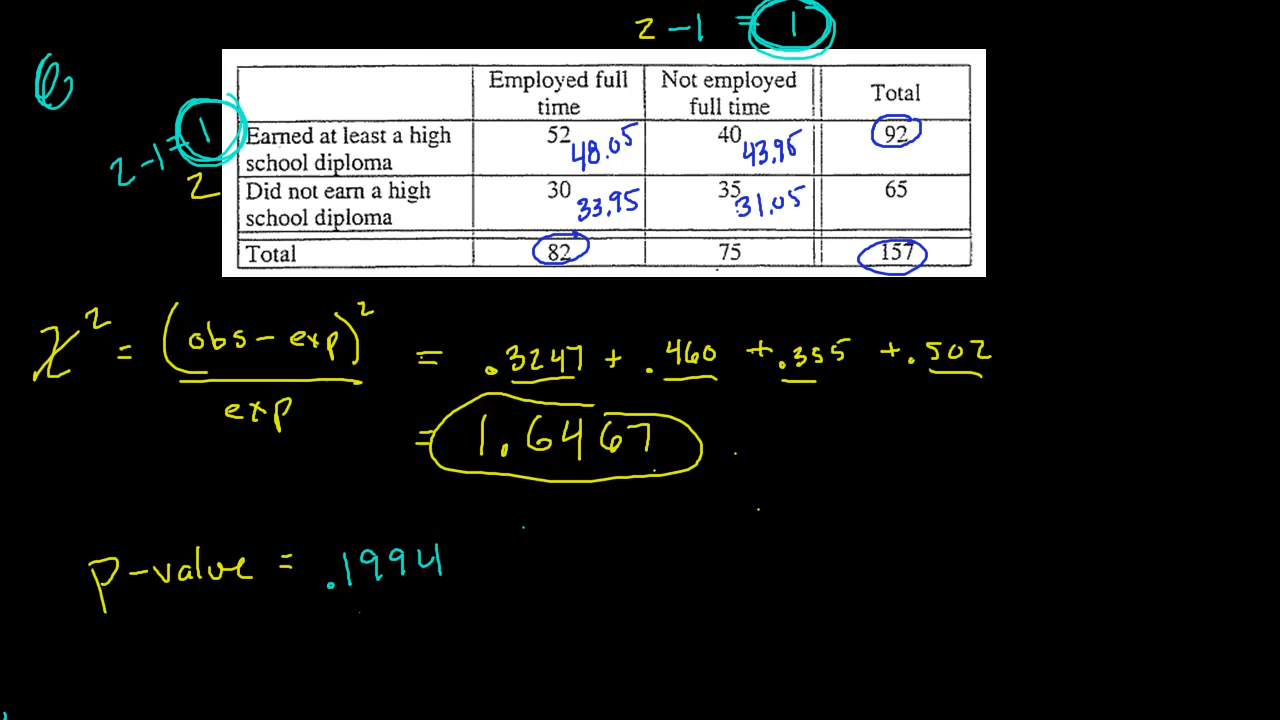 2 - 1 = 1
6
Employed full time Not employed full time Total
2-1 = 1
2
Earned at least a high school diploma 52 48.05 40 43.95 92
Did not earn a high school diploma 30 33.95 35 31.05 65
Total 82 75 157
χ² = (obs - exp)² / exp = .3247 + .460 + .355 + .502
= 1.6467
p-value = .1994